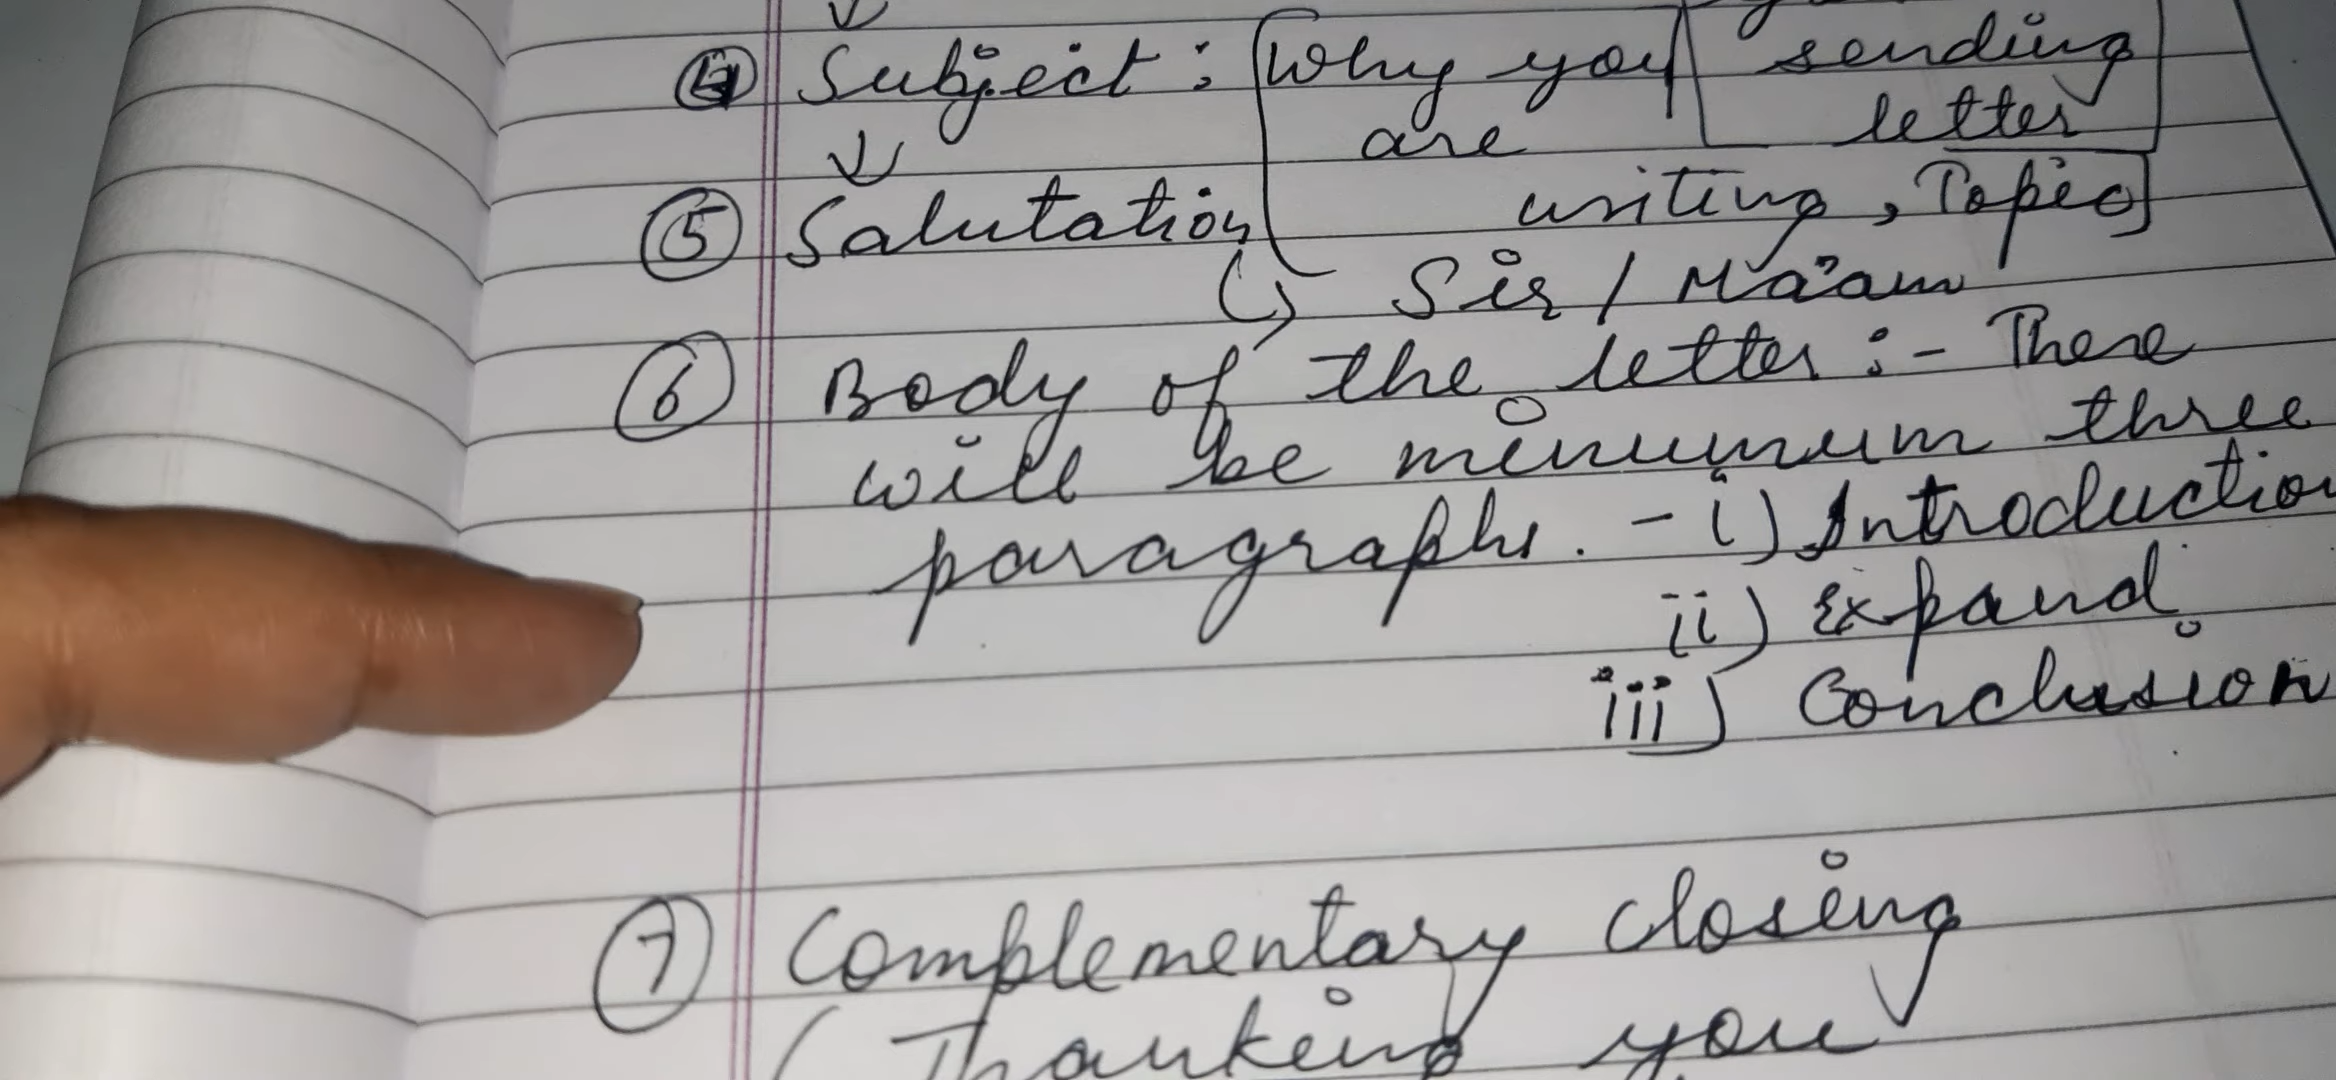 ④ Subject : [Why you sending
are letter
writing, Topic]
⑤ Salutation
↳ Sir / Ma'am
⑥ Body of the letter :- There
will be minumum three
paragraphs. - i) Introduction
ii) Expand
iii) Conclusion
⑦ Complementary closing
(Thanking you